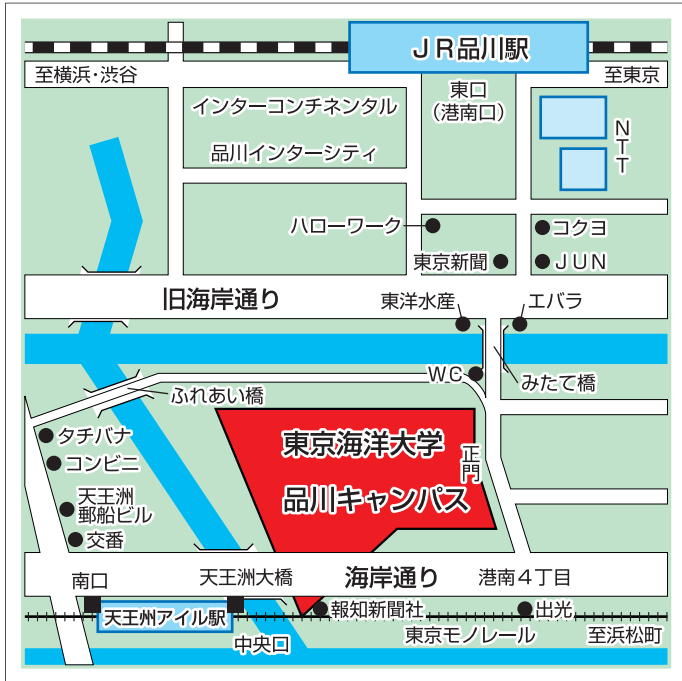 JR品川駅
至横浜・渋谷
至東京
東口
(港南口)
インターコンチネンタル
品川インターシティ
NTT
ハローワーク
コクヨ
東京新聞
JUN
旧海岸通り
東洋水産
エバラ
WC
みたて橋
ふれあい橋
タチバナ
コンビニ
天王洲
郵船ビル
交番
東京海洋大学
品川キャンパス
正門
南口
天王洲大橋
海岸通り
港南4丁目
天王州アイル駅
報知新聞社
出光
中央口
東京モノレール
至浜松町